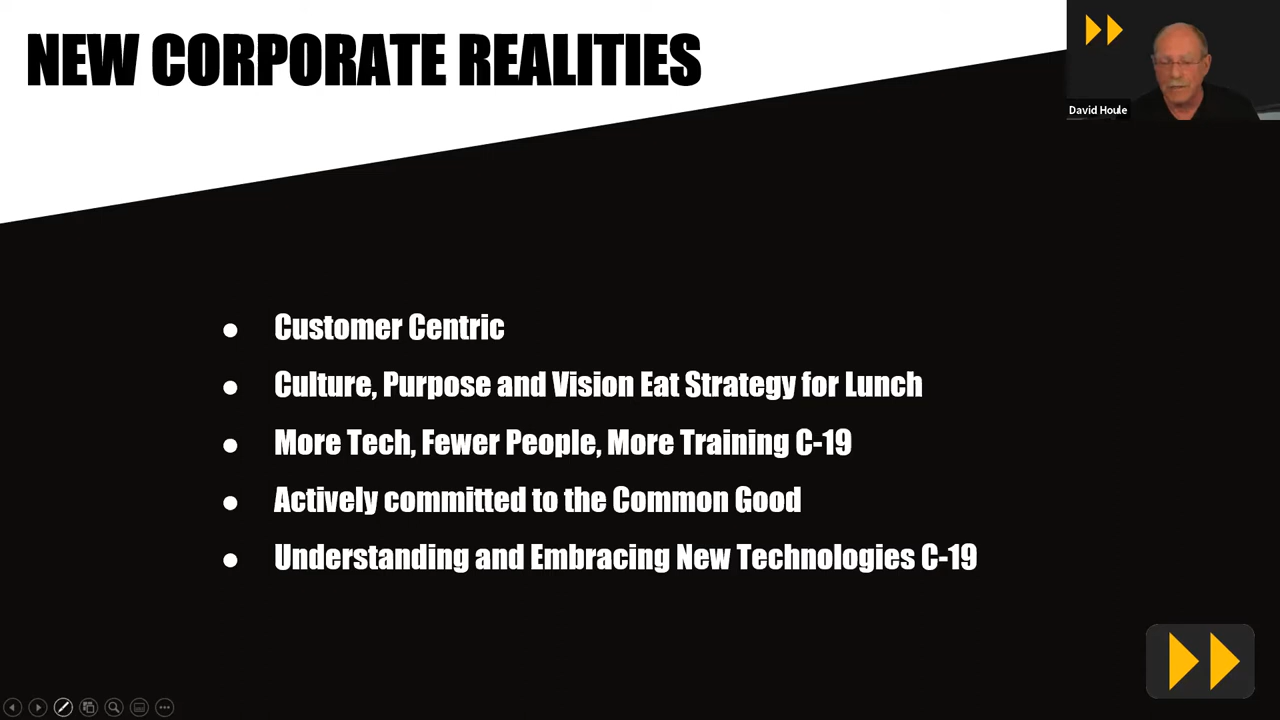 NEW CORPORATE REALITIES
David Houle
● Customer Centric
● Culture, Purpose and Vision Eat Strategy for Lunch
● More Tech, Fewer People, More Training C-19
● Actively committed to the Common Good
● Understanding and Embracing New Technologies C-19